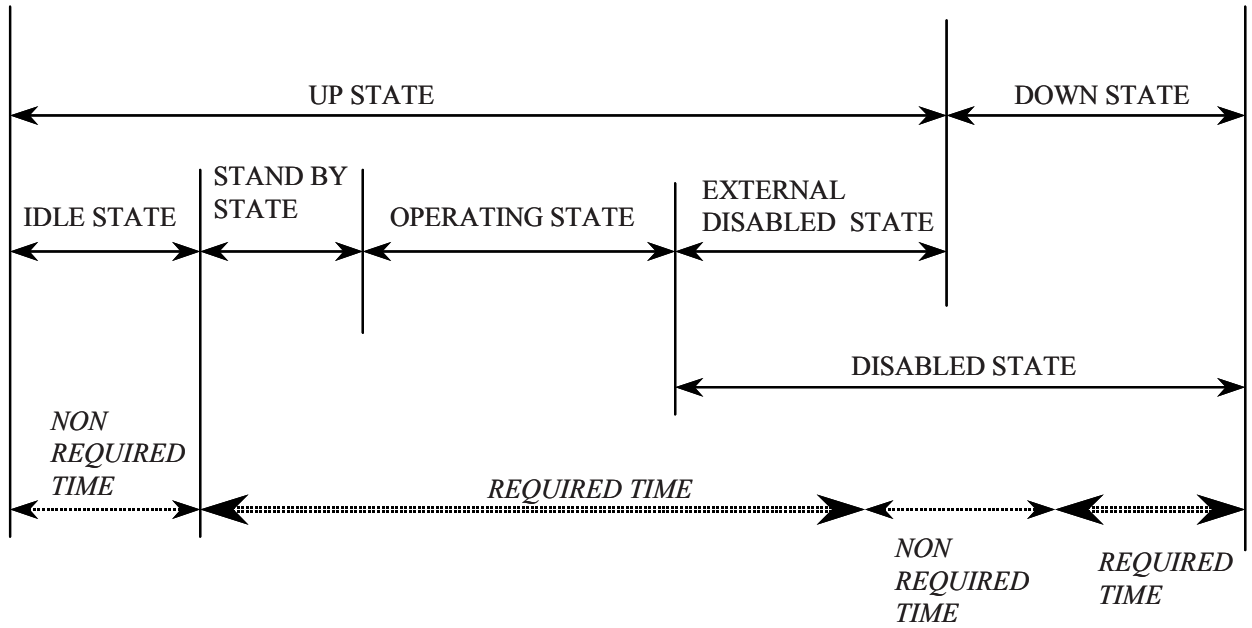 UP STATE
DOWN STATE
STAND BY
STATE
EXTERNAL
DISABLED STATE
IDLE STATE
OPERATING STATE
DISABLED STATE
NON
REQUIRED
TIME
REQUIRED TIME
NON
REQUIRED
TIME
REQUIRED
TIME